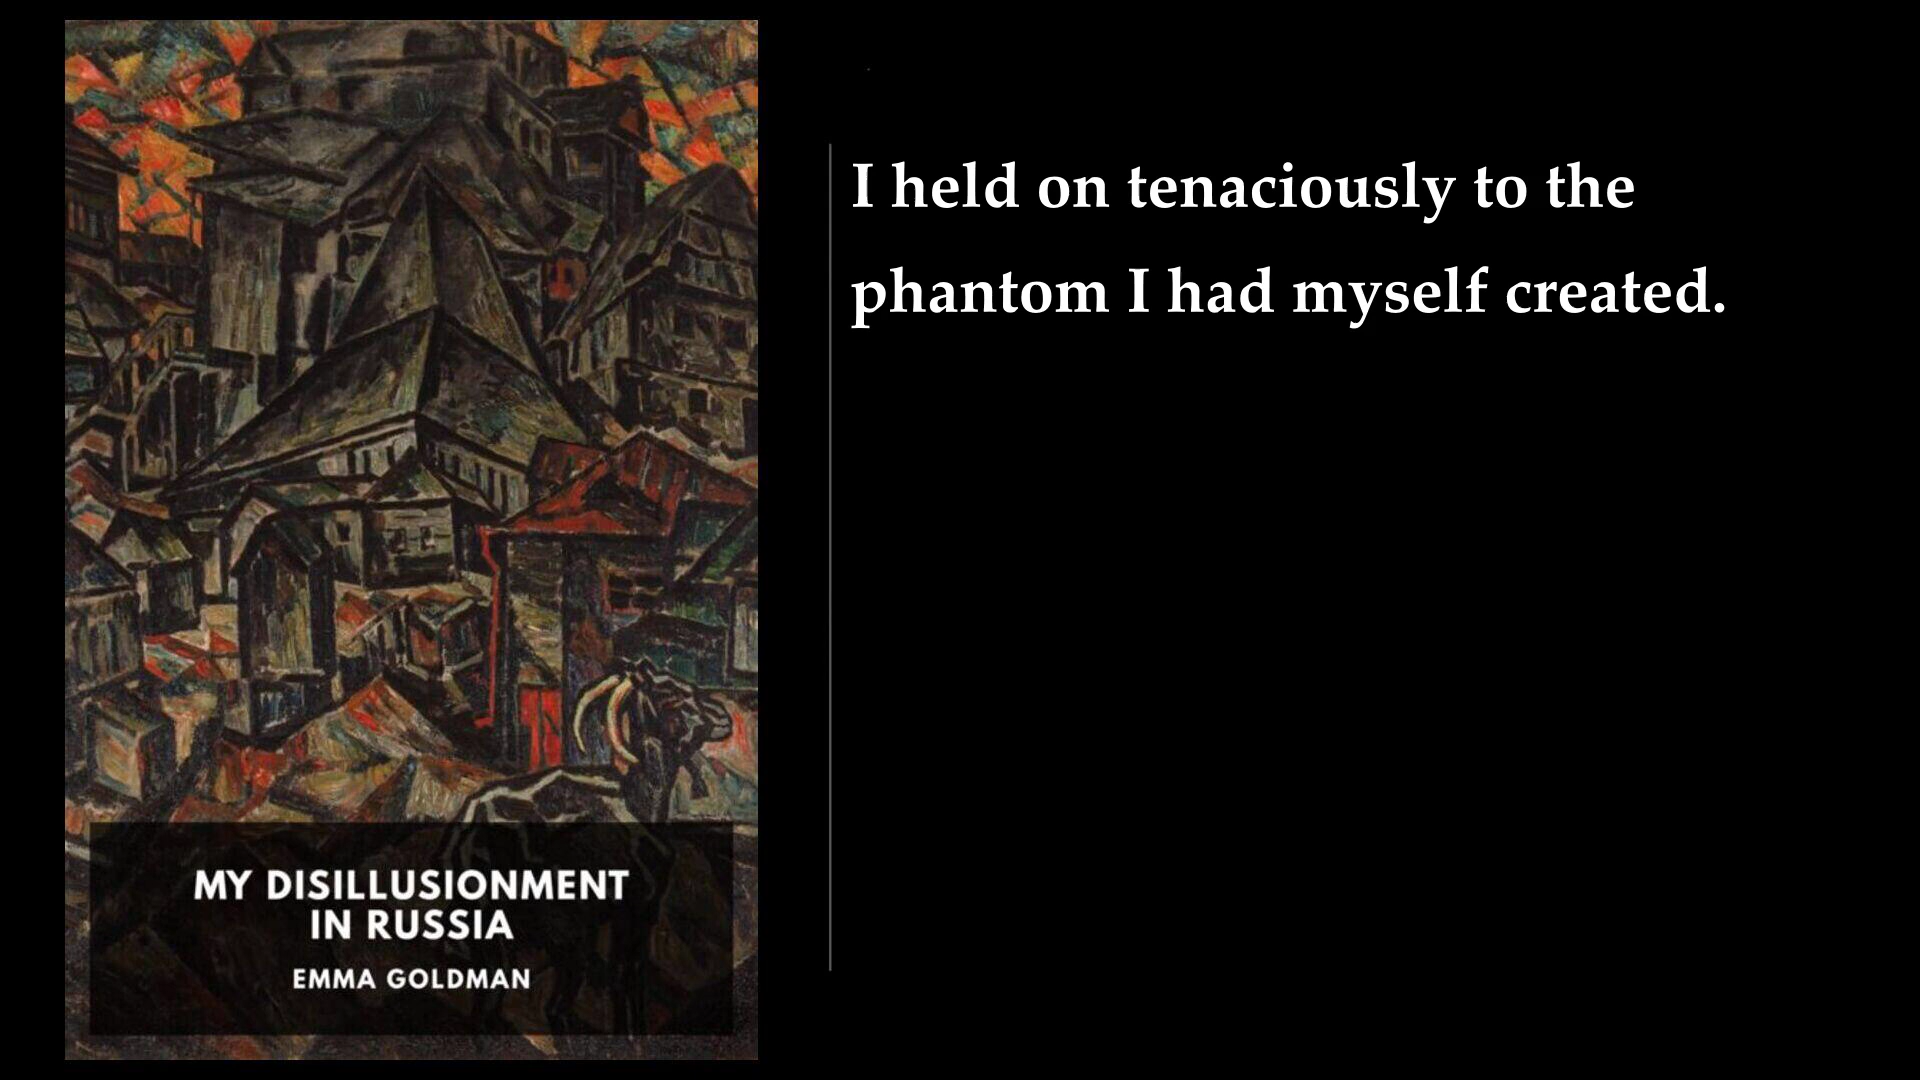 I held on tenaciously to the
phantom I had myself created.
MY DISILLUSIONMENT
IN RUSSIA
EMMA GOLDMAN